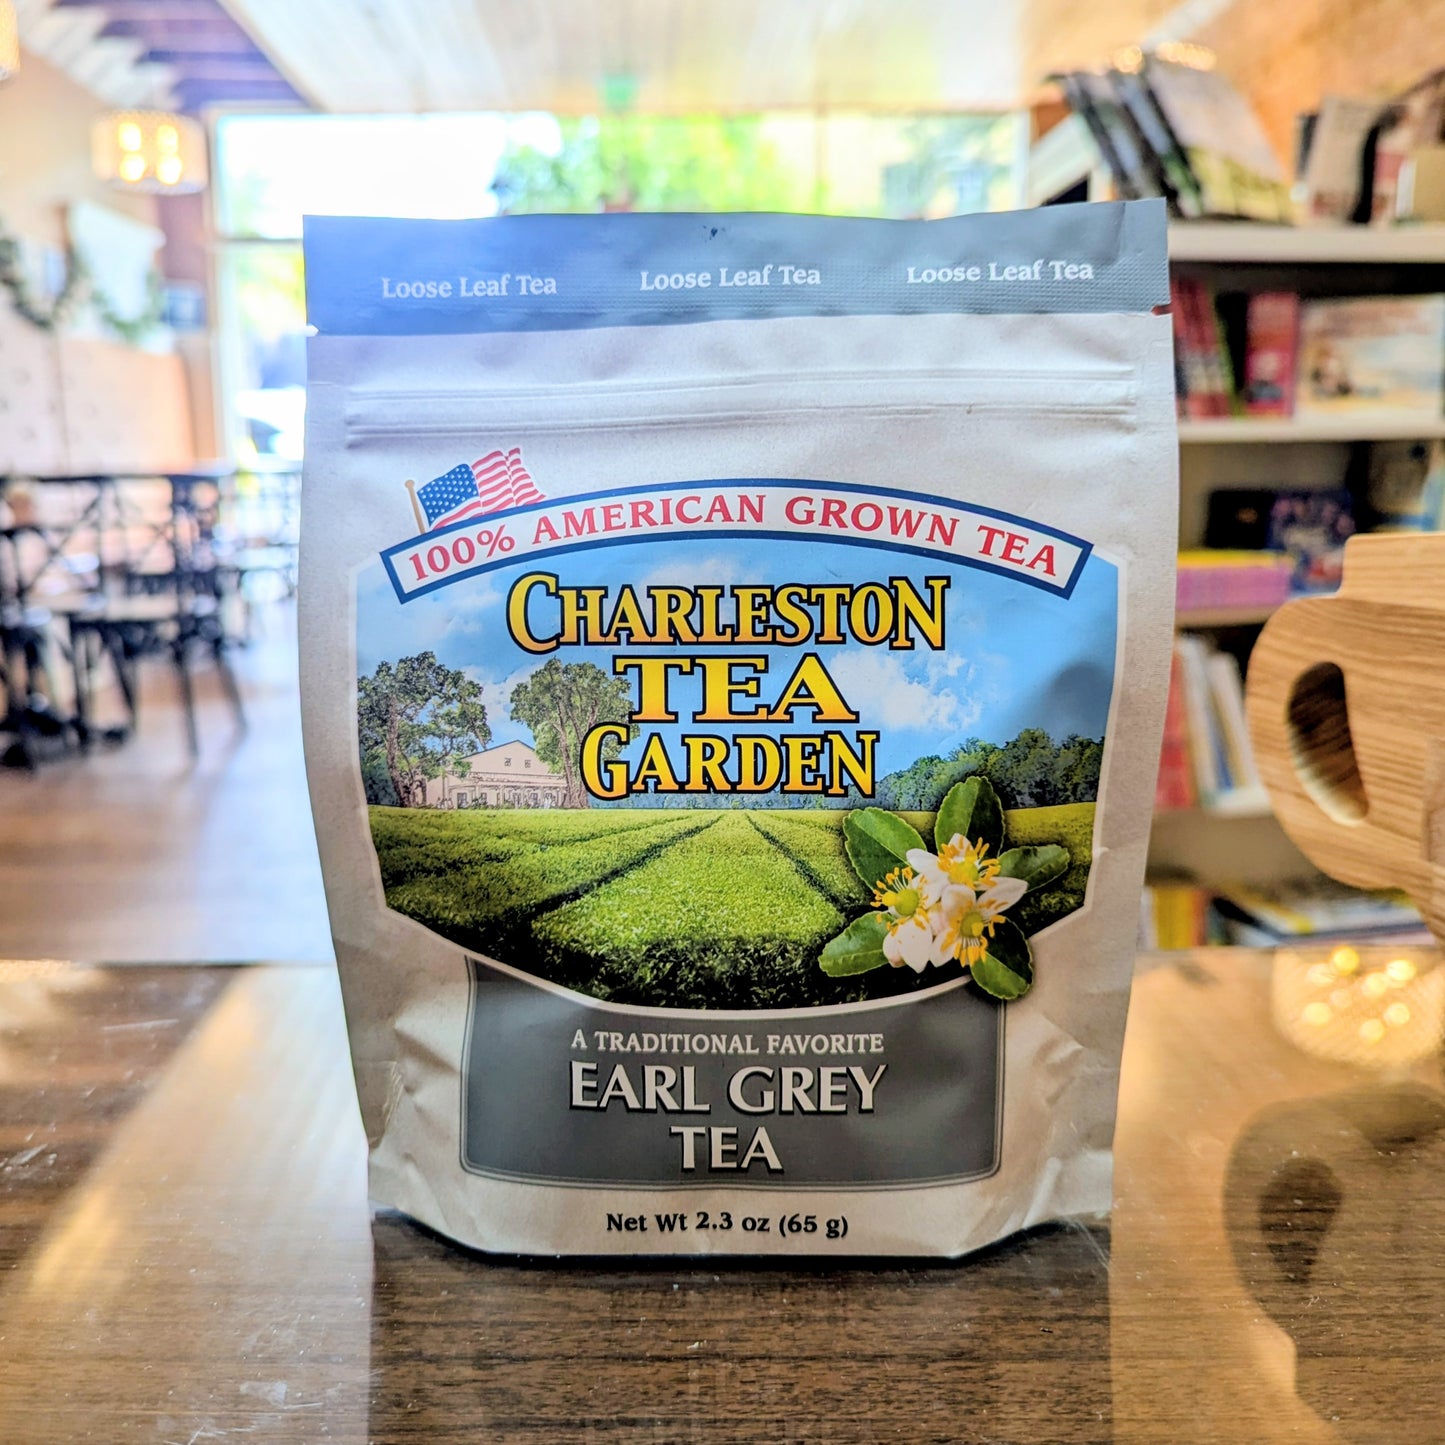 Loose Leaf Tea Loose Leaf Tea Loose Leaf Tea
100% AMERICAN GROWN TEA
CHARLESTON
TEA
GARDEN
A TRADITIONAL FAVORITE
EARL GREY
TEA
Net Wt 2.3 oz (65 g)